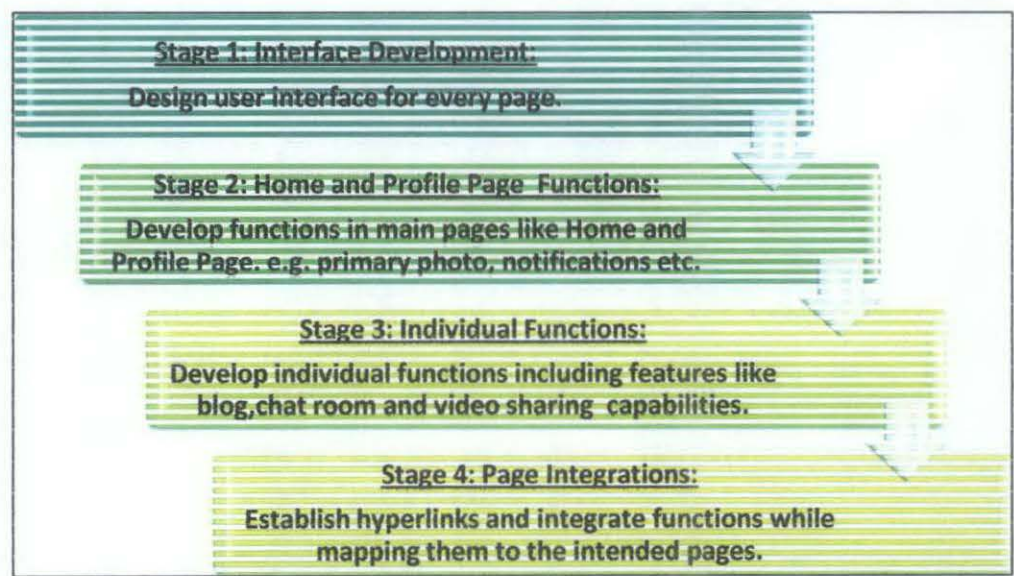 Stage 1: Interface Development:
Design user interface for every page.
Stage 2: Home and Profile Page Functions:
Develop functions in main pages like Home and
Profile Page. e.g. primary photo, notifications etc.
Stage 3: Individual Functions:
Develop individual functions including features like
blog,chat room and video sharing capabilities.
Stage 4: Page Integrations:
Establish hyperlinks and integrate functions while
mapping them to the intended pages.